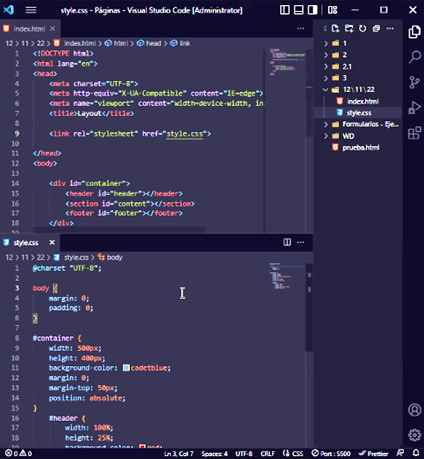 style.css - Páginas - Visual Studio Code [Administrator]
index.html
12 > 11 > 22 > index.html > html > head > link
1 <!DOCTYPE html>
2 <html lang="en">
3 <head>
4 <meta charset="UTF-8">
5 <meta http-equiv="X-UA-Compatible" content="IE=edge">
6 <meta name="viewport" content="width=device-width, in
7 <title>Layout</title>
8
9 <link rel="stylesheet" href="style.css">
10
11 </head>
12 <body>
13
14 <div id="container">
15 <header id="header"></header>
16 <section id="content"></section>
17 <footer id="footer"></footer>
18 </div>
style.css
12 > 11 > 22 > style.css > body
1 @charset "UTF-8";
2
3 body {
4 margin: 0;
5 padding: 0;
6 }
7
8 #container {
9 width: 500px;
10 height: 400px;
11 background-color: cadetblue;
12 margin: 0;
13 margin-top: 50px;
14 position: absolute;
15 }
16 #header {
17 width: 100%;
18 height: 25%;
background-color: red;
1
2
2.1
3
12\11\22
index.html
style.css
Formularios - Eje...
WD
prueba.html
0 0 Ln 3, Col 7 Spaces: 4 UTF-8 CRLF CSS Port : 5500 Prettier